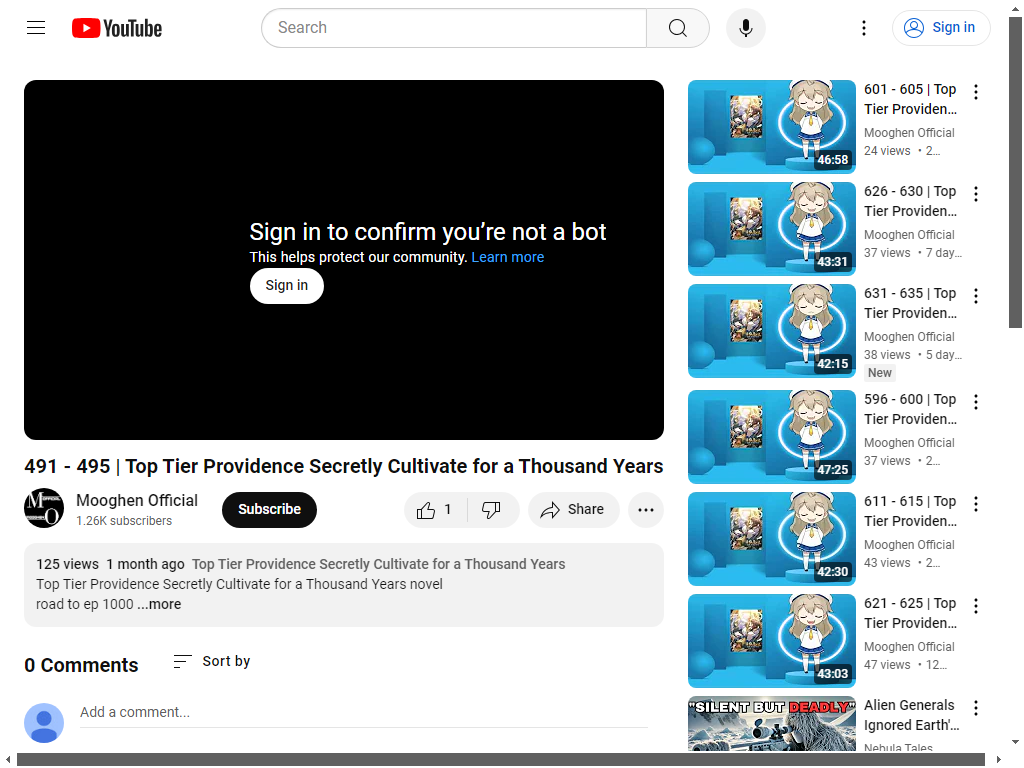 YouTube
Search
Sign in
Sign in to confirm you’re not a bot
This helps protect our community. Learn more
Sign in
491 - 495 | Top Tier Providence Secretly Cultivate for a Thousand Years
Mooghen Official
1.26K subscribers
Subscribe
1
Share
125 views 1 month ago Top Tier Providence Secretly Cultivate for a Thousand Years
Top Tier Providence Secretly Cultivate for a Thousand Years novel
road to ep 1000 ...more
0 Comments
Sort by
Add a comment...
46:58
601 - 605 | Top
Tier Providen...
Mooghen Official
24 views • 2...
43:31
626 - 630 | Top
Tier Providen...
Mooghen Official
37 views • 7 day...
42:15
631 - 635 | Top
Tier Providen...
Mooghen Official
38 views • 5 day...
New
47:25
596 - 600 | Top
Tier Providen...
Mooghen Official
37 views • 2...
42:30
611 - 615 | Top
Tier Providen...
Mooghen Official
43 views • 2...
43:03
621 - 625 | Top
Tier Providen...
Mooghen Official
47 views • 12...
"SILENT BUT DEADLY"
Alien Generals
Ignored Earth'...
Nebula Tales